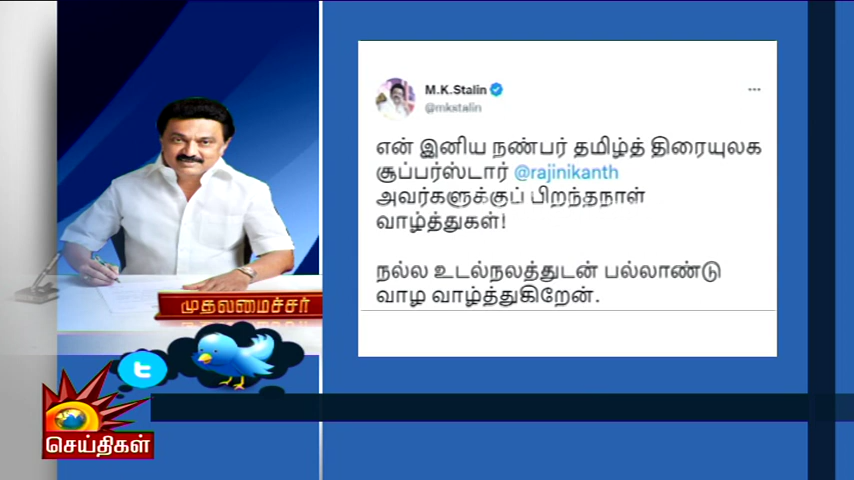 M.K.Stalin
@mkstalin
என் இனிய நண்பர் தமிழ்த் திரையுலக
சூப்பர்ஸ்டார் @rajinikanth
அவர்களுக்குப் பிறந்தநாள்
வாழ்த்துகள்!
நல்ல உடல்நலத்துடன் பல்லாண்டு
வாழ வாழ்த்துகிறேன்.
முதலமைச்சர்
செய்திகள்